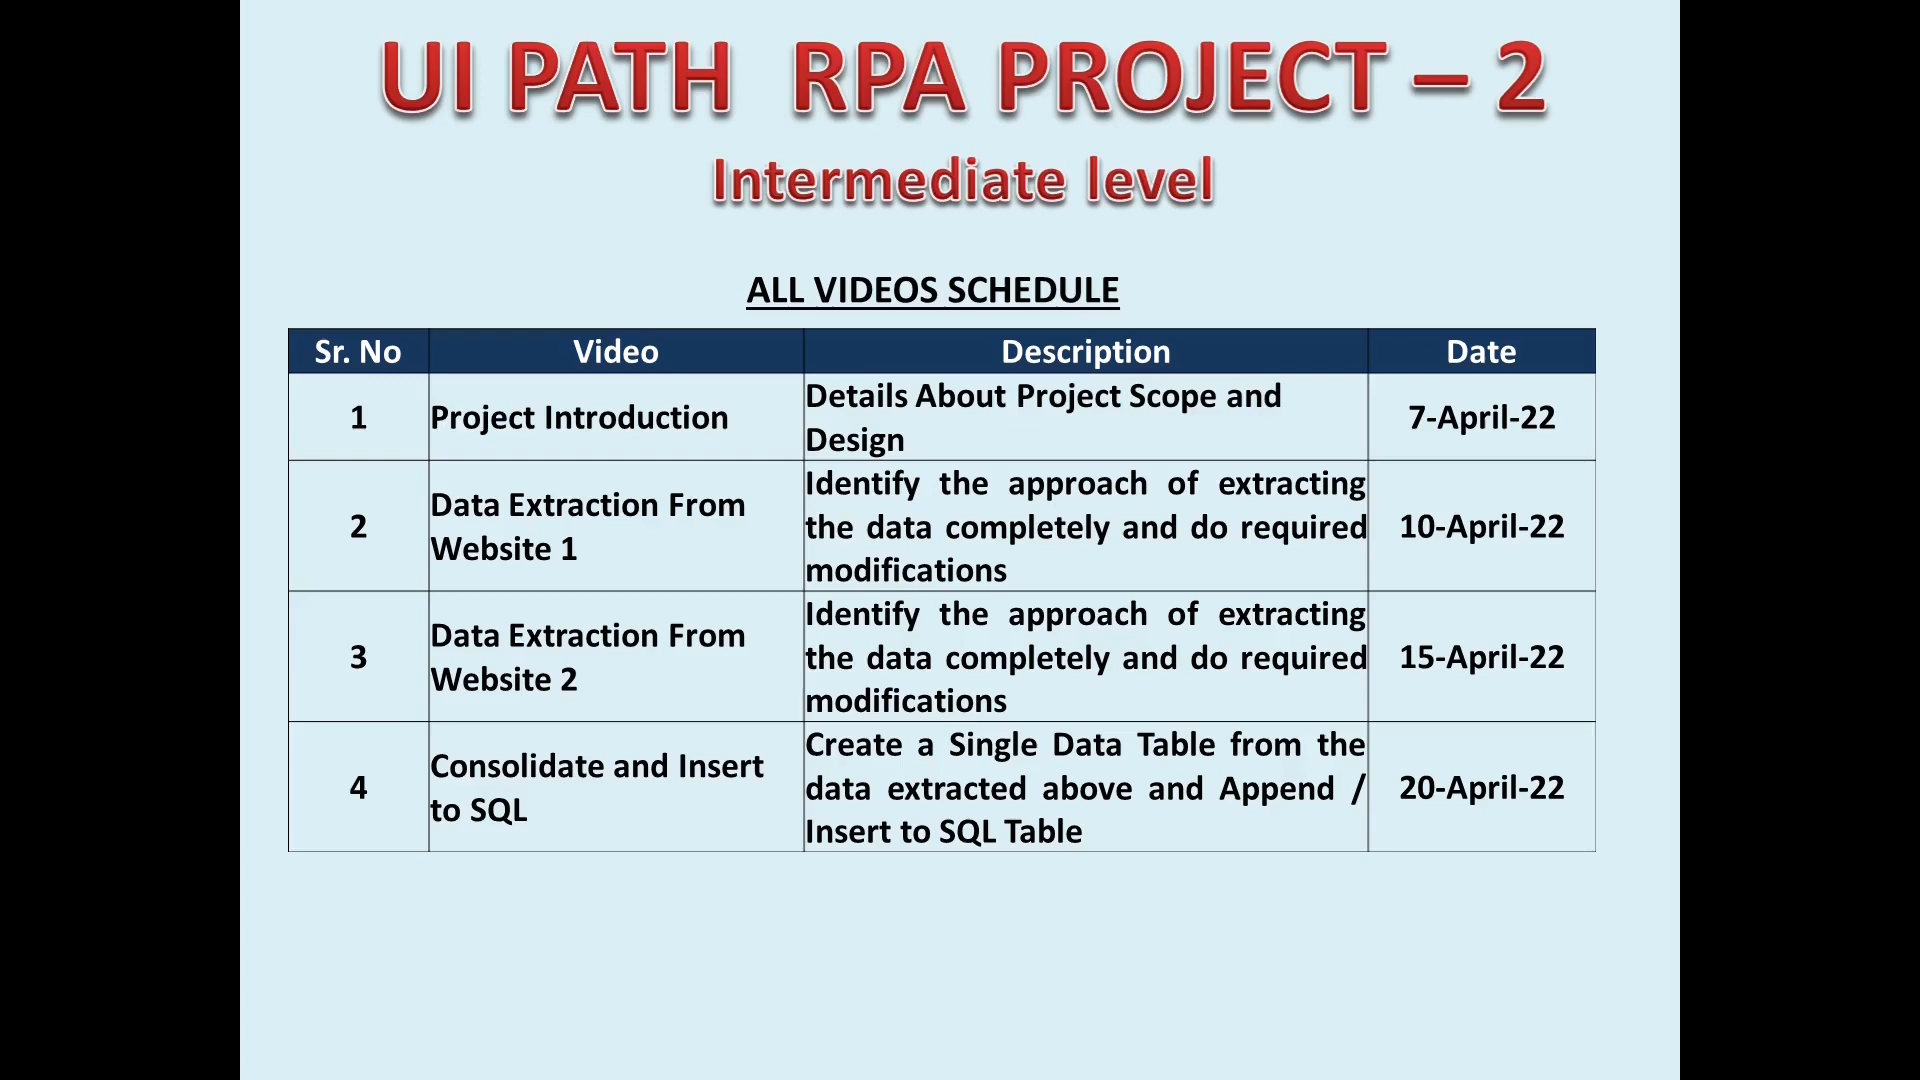 UI PATH RPA PROJECT – 2
Intermediate level
ALL VIDEOS SCHEDULE
Sr. No Video Description Date
1 Project Introduction Details About Project Scope and
Design 7-April-22
2 Data Extraction From
Website 1 Identify the approach of extracting
the data completely and do required
modifications 10-April-22
3 Data Extraction From
Website 2 Identify the approach of extracting
the data completely and do required
modifications 15-April-22
4 Consolidate and Insert
to SQL Create a Single Data Table from the
data extracted above and Append /
Insert to SQL Table 20-April-22